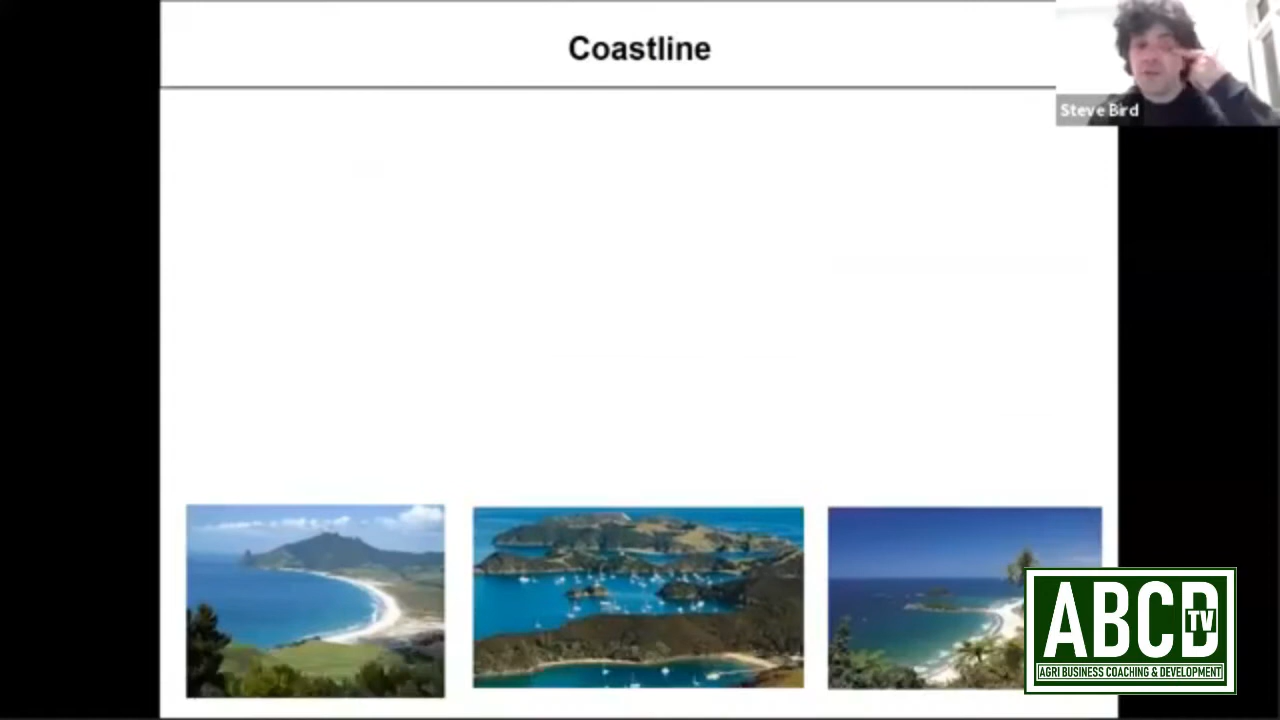 Coastline
Steve Bird
ABCD
TV
AGRI BUSINESS COACHING & DEVELOPMENT